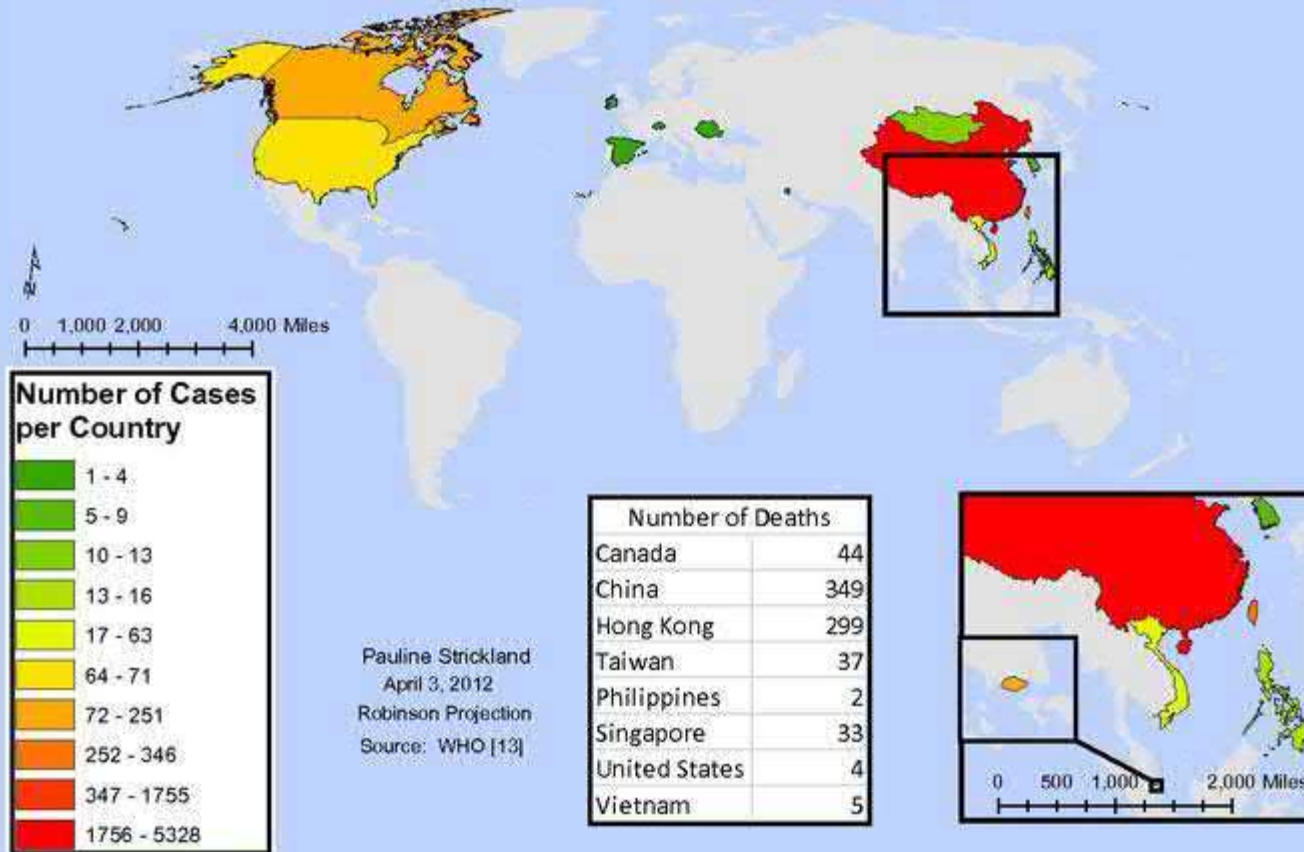 N
0 1,000 2,000 4,000 Miles
Number of Cases
per Country
1 - 4
5 - 9
10 - 13
13 - 16
17 - 63
64 - 71
72 - 251
252 - 346
347 - 1755
1756 - 5328
Pauline Strickland
April 3, 2012
Robinson Projection
Source: WHO [13]
Number of Deaths
Canada 44
China 349
Hong Kong 299
Taiwan 37
Philippines 2
Singapore 33
United States 4
Vietnam 5
0 500 1,000 2,000 Miles